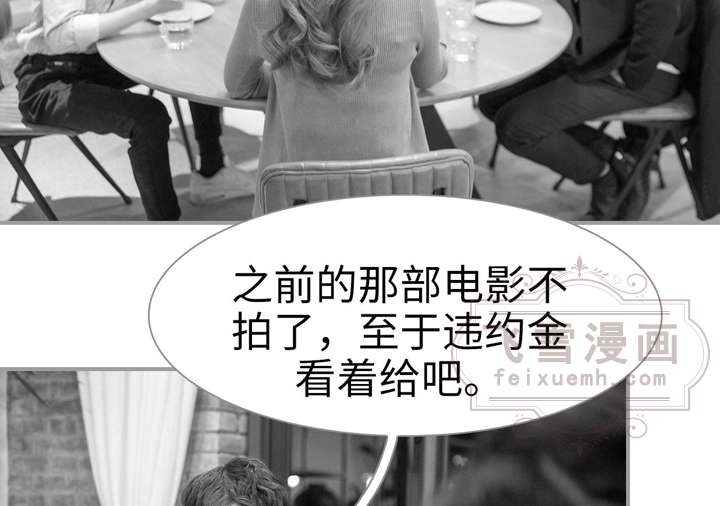 之前的那部电影不
拍了，至于违约金
看着给吧。
飞雪漫画
feixuemh.com